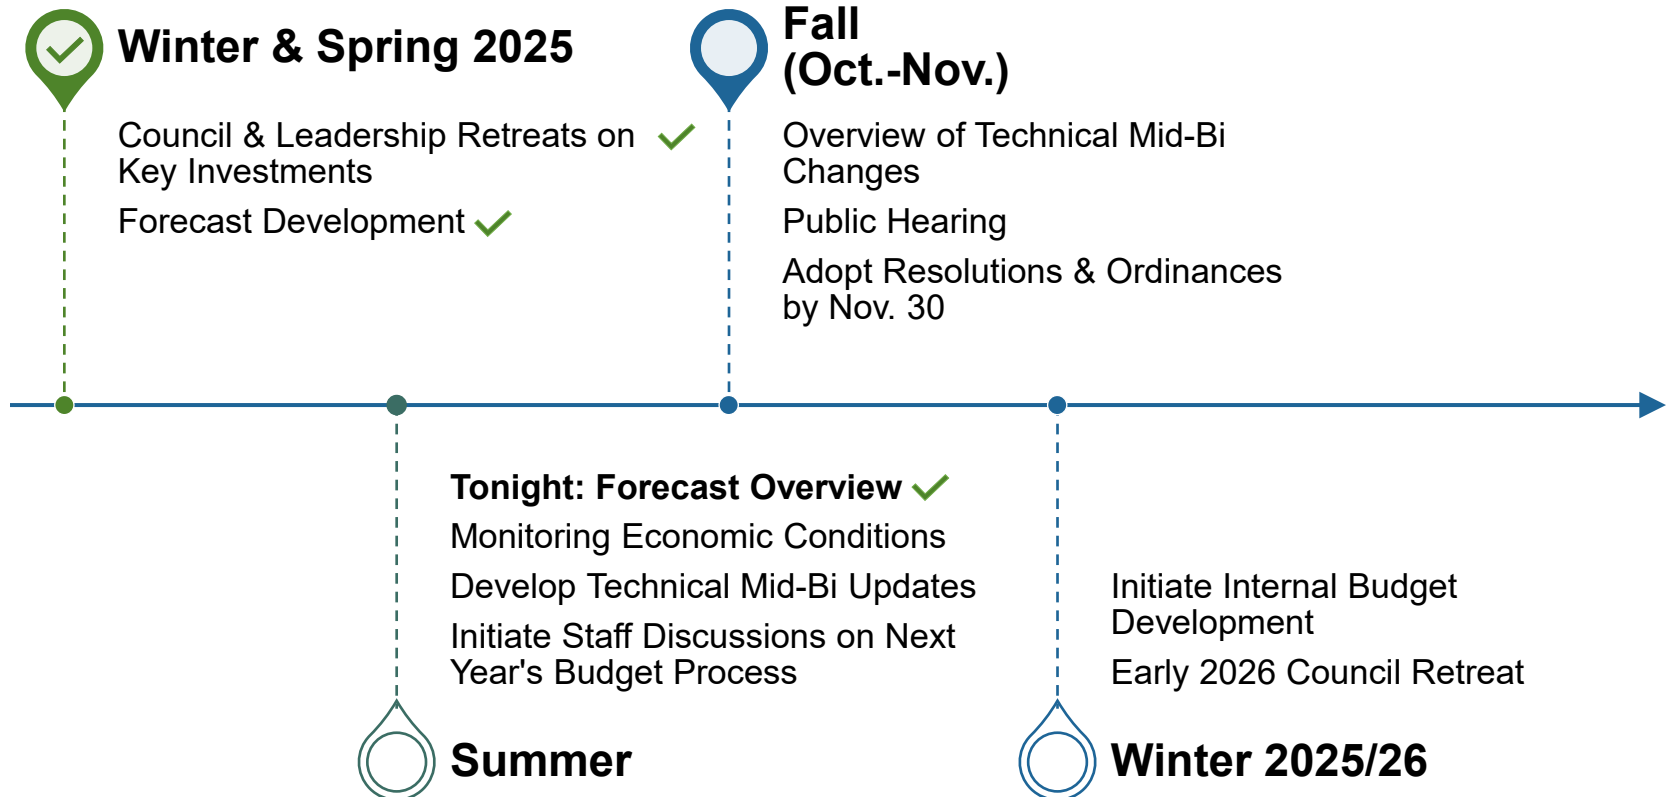 Winter & Spring 2025
Council & Leadership Retreats on
Key Investments
Forecast Development
Fall
(Oct.-Nov.)
Overview of Technical Mid-Bi
Changes
Public Hearing
Adopt Resolutions & Ordinances
by Nov. 30
Tonight: Forecast Overview
Monitoring Economic Conditions
Develop Technical Mid-Bi Updates
Initiate Staff Discussions on Next
Year's Budget Process
Summer
Initiate Internal Budget
Development
Early 2026 Council Retreat
Winter 2025/26